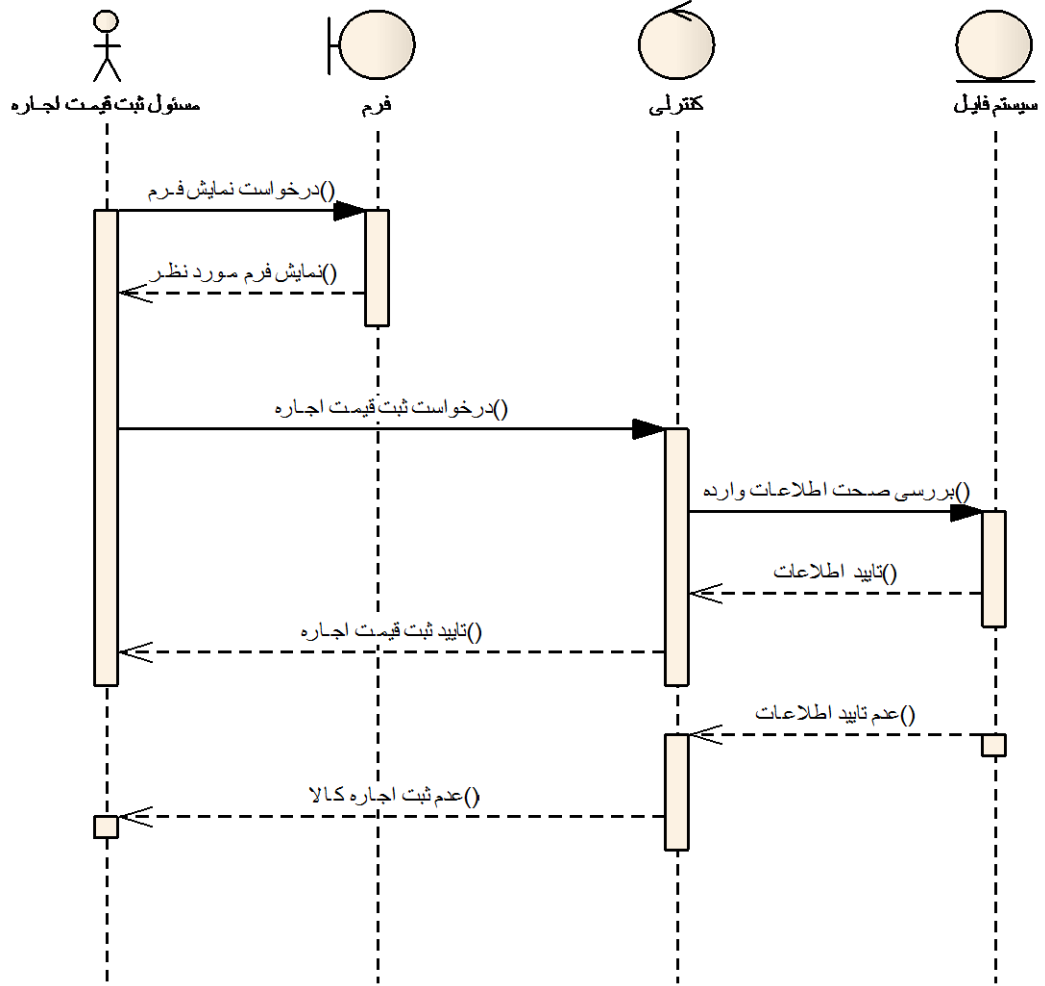 مسئول ثبت قیمت اجاره
فرم
کنترلی
سیستم فایل
درخواست نمایش فرم()
نمایش فرم مورد نظر()
درخواست ثبت قیمت اجاره()
بررسی صحت اطلاعات وارده()
تایید اطلاعات()
تایید ثبت قیمت اجاره()
عدم تایید اطلاعات()
عدم ثبت اجاره کالا()